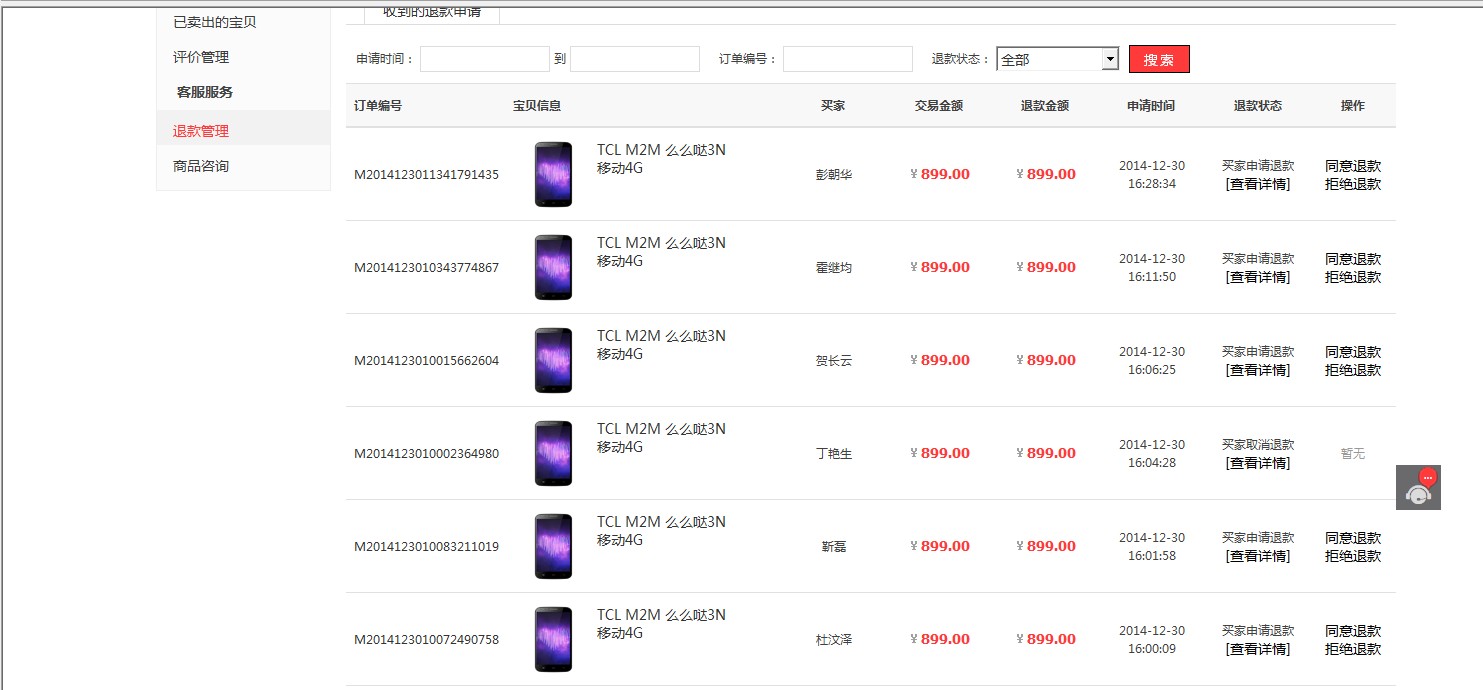 已卖出的宝贝
评价管理
客服服务
退款管理
商品咨询
收到的退款申请
申请时间： 到 订单编号： 退款状态： 全部 搜索
订单编号 宝贝信息 买家 交易金额 退款金额 申请时间 退款状态 操作
TCL M2M 么么哒3N
移动4G
M2014123011341791435 彭朝华 ¥ 899.00 ¥ 899.00
2014-12-30 买家申请退款 同意退款
16:28:34 [查看详情] 拒绝退款
TCL M2M 么么哒3N
移动4G
M2014123010343774867 霍继均 ¥ 899.00 ¥ 899.00
2014-12-30 买家申请退款 同意退款
16:11:50 [查看详情] 拒绝退款
TCL M2M 么么哒3N
移动4G
M2014123010015662604 贺长云 ¥ 899.00 ¥ 899.00
2014-12-30 买家申请退款 同意退款
16:06:25 [查看详情] 拒绝退款
TCL M2M 么么哒3N
移动4G
M2014123010002364980 丁艳生 ¥ 899.00 ¥ 899.00
2014-12-30 买家取消退款 暂无
16:04:28 [查看详情]
TCL M2M 么么哒3N
移动4G
M2014123010083211019 靳磊 ¥ 899.00 ¥ 899.00
2014-12-30 买家申请退款 同意退款
16:01:58 [查看详情] 拒绝退款
TCL M2M 么么哒3N
移动4G
M2014123010072490758 杜汶泽 ¥ 899.00 ¥ 899.00
2014-12-30 买家申请退款 同意退款
16:00:09 [查看详情] 拒绝退款